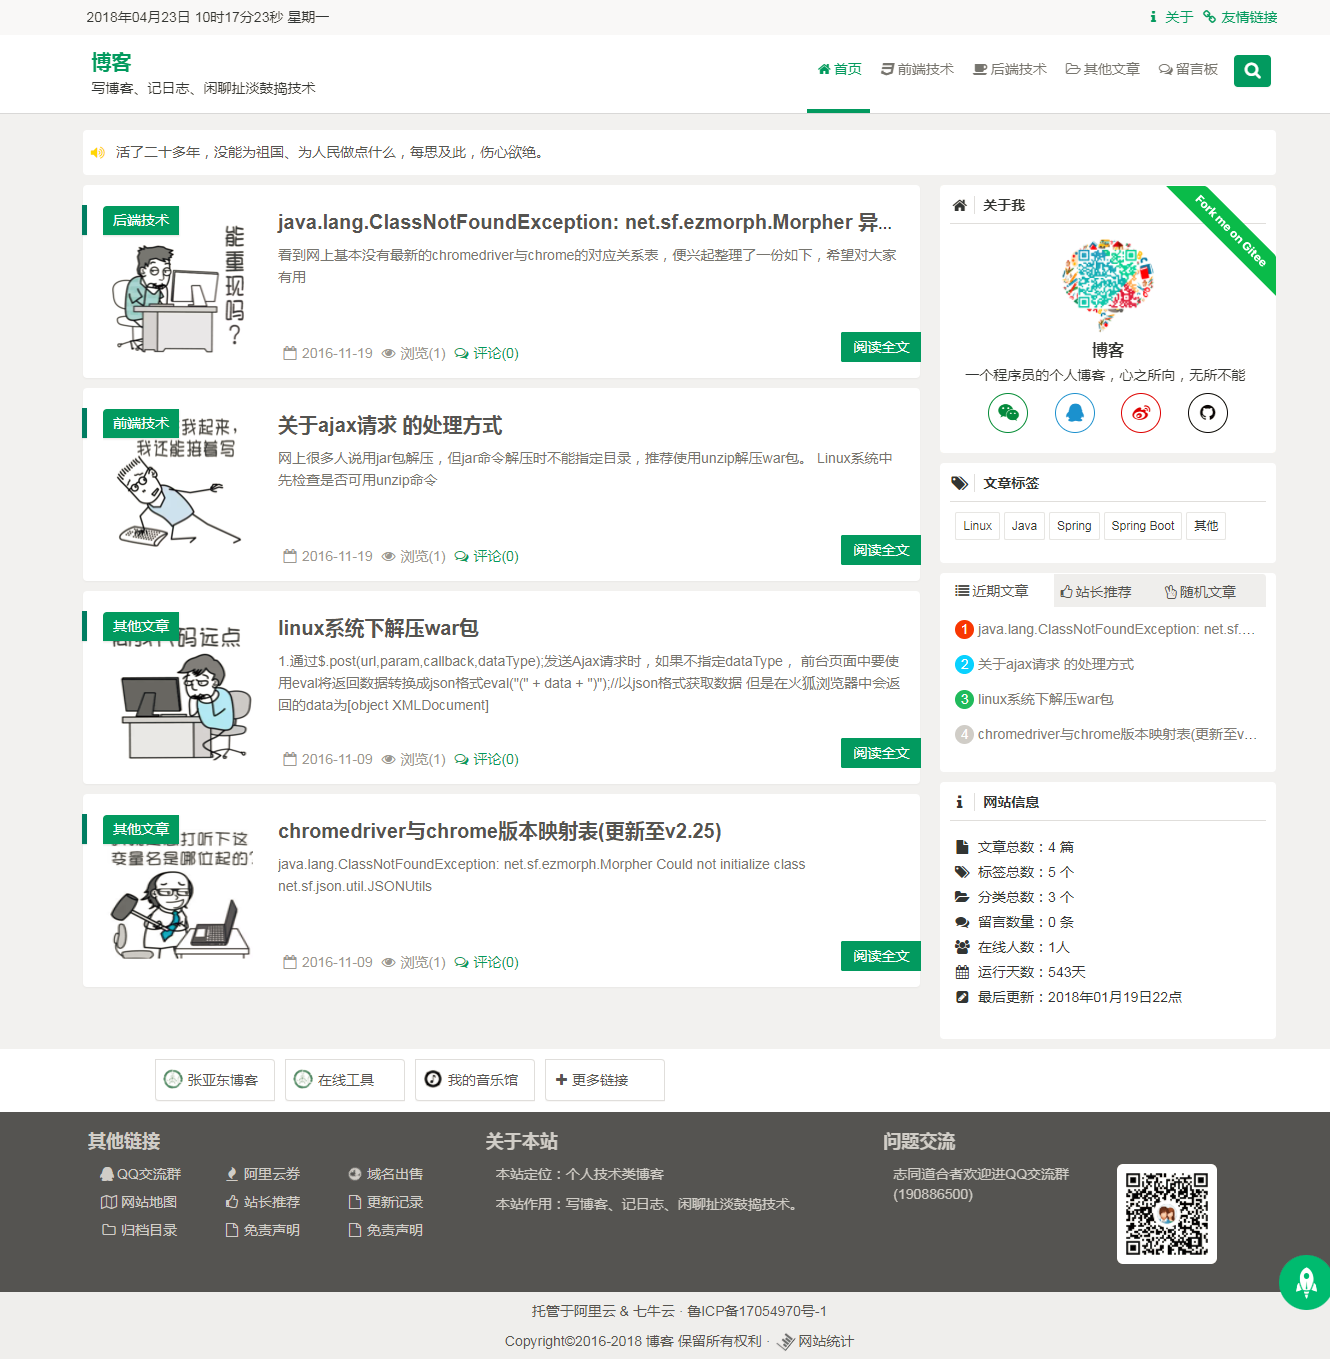 2018年04月23日 10时17分23秒 星期一
关于 友情链接
博客
写博客、记日志、闲聊扯淡鼓捣技术
首页 前端技术 后端技术 其他文章 留言板
活了二十多年，没能为祖国、为人民做点什么，每思及此，伤心欲绝。
后端技术
能重现吗?
java.lang.ClassNotFoundException: net.sf.ezmorph.Morpher 异...
看到网上基本没有最新的chromedriver与chrome的对应关系表，便兴起整理了一份如下，希望对大家
有用
2016-11-19 浏览(1) 评论(0)
阅读全文
前端技术
我起来,
我还能抽着写
关于ajax请求 的处理方式
网上很多人说用jar包解压，但jar命令解压时不能指定目录，推荐使用unzip解压war包。 Linux系统中
先检查是否可用unzip命令
2016-11-19 浏览(1) 评论(0)
阅读全文
其他文章
码远点
linux系统下解压war包
1.通过$.post(url,param,callback,dataType);发送Ajax请求时，如果不指定dataType， 前台页面中要使
用eval将返回数据转换成json格式eval("(" + data + ")");//以json格式获取数据 但是在火狐浏览器中会返
回的data为[object XMLDocument]
2016-11-09 浏览(1) 评论(0)
阅读全文
其他文章
打听下这
变量名是哪位起的?
chromedriver与chrome版本映射表(更新至v2.25)
java.lang.ClassNotFoundException: net.sf.ezmorph.Morpher Could not initialize class
net.sf.json.util.JSONUtils
2016-11-09 浏览(1) 评论(0)
阅读全文
关于我
Fork me on Gitee
博客
一个程序员的个人博客，心之所向，无所不能
文章标签
Linux Java Spring Spring Boot 其他
近期文章 站长推荐 随机文章
1 java.lang.ClassNotFoundException: net.sf....
2 关于ajax请求 的处理方式
3 linux系统下解压war包
4 chromedriver与chrome版本映射表(更新至v...
网站信息
文章总数：4 篇
标签总数：5 个
分类总数：3 个
留言数量：0 条
在线人数：1人
运行天数：543天
最后更新：2018年01月19日22点
张亚东博客 在线工具 我的音乐馆 更多链接
其他链接
QQ交流群 阿里云券 域名出售
网站地图 站长推荐 更新记录
归档目录 免责声明 免责声明
关于本站
本站定位：个人技术类博客
本站作用：写博客、记日志、闲聊扯淡鼓捣技术。
问题交流
志同道合者欢迎进QQ交流群
(190886500)
托管于阿里云 & 七牛云 · 鲁ICP备17054970号-1
Copyright©2016-2018 博客 保留所有权利 · 网站统计